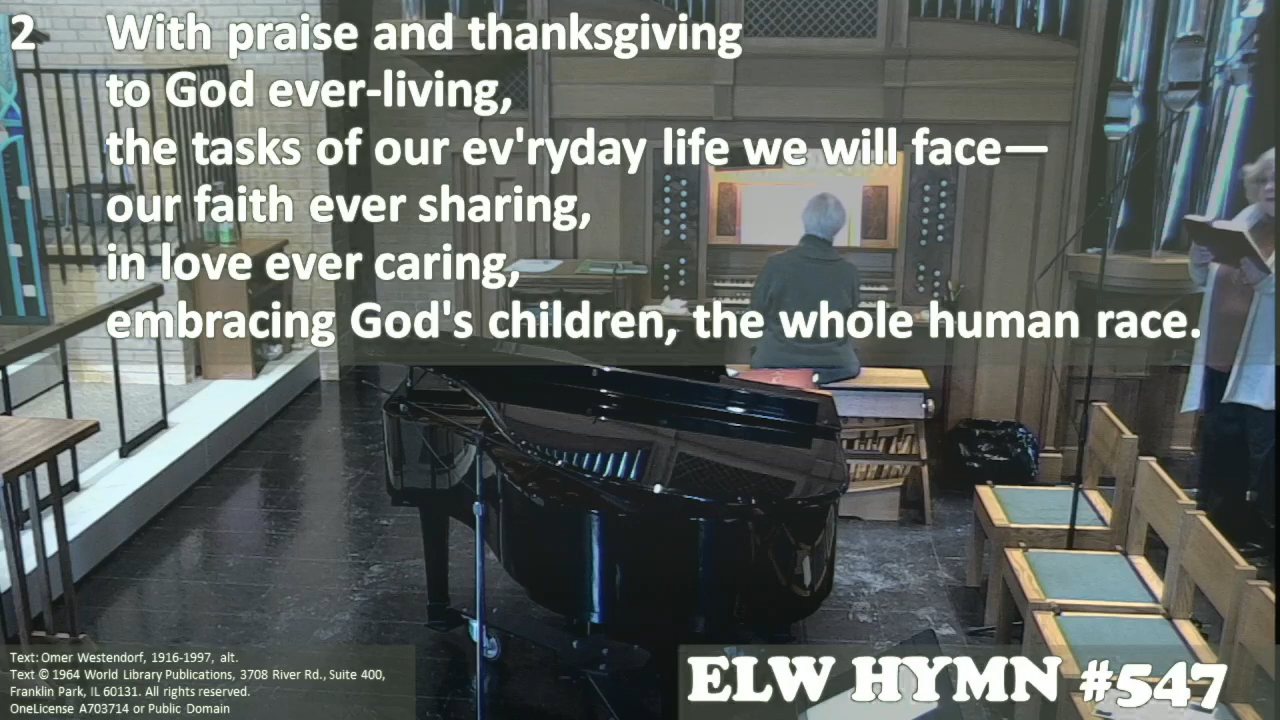 2 With praise and thanksgiving
to God ever-living,
the tasks of our ev'ryday life we will face—
our faith ever sharing,
in love ever caring,
embracing God's children, the whole human race.
Text: Omer Westendorf, 1916-1997, alt.
Text © 1964 World Library Publications, 3708 River Rd., Suite 400,
Franklin Park, IL 60131. All rights reserved.
OneLicense A703714 or Public Domain
ELW HYMN #547